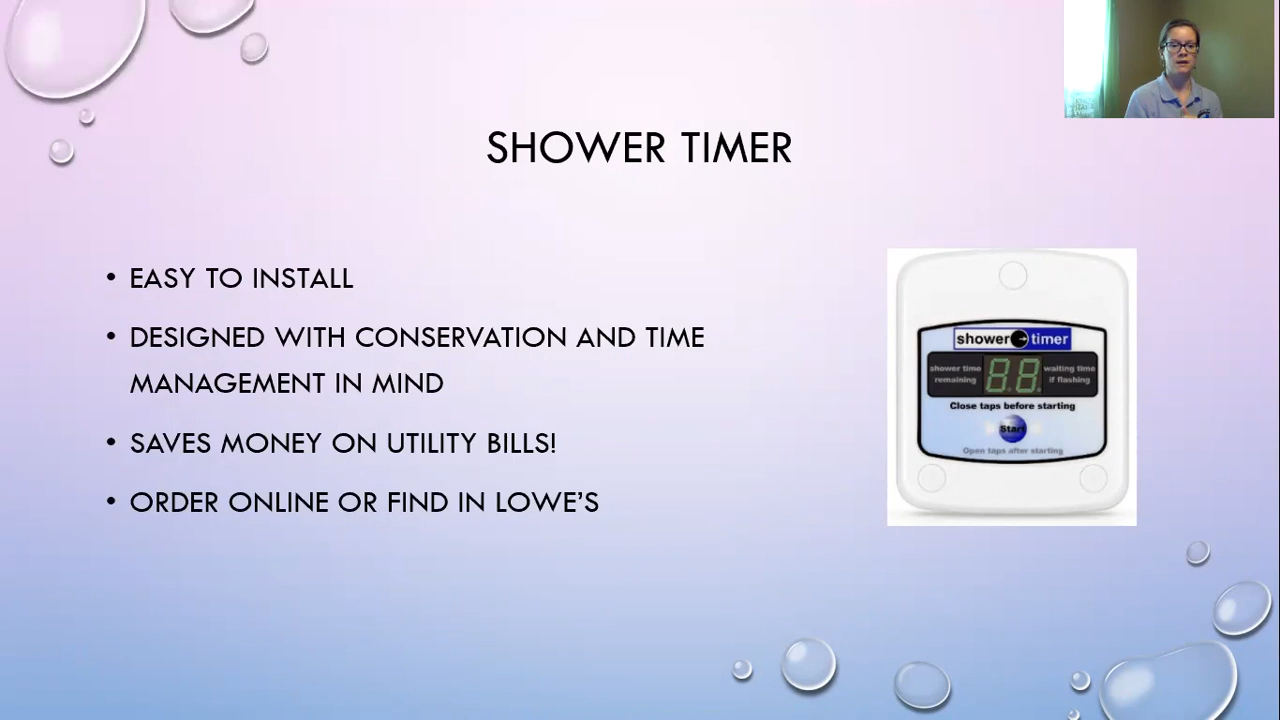 SHOWER TIMER
• EASY TO INSTALL
• DESIGNED WITH CONSERVATION AND TIME
MANAGEMENT IN MIND
• SAVES MONEY ON UTILITY BILLS!
• ORDER ONLINE OR FIND IN LOWE'S
shower timer
shower time
remaining
88
waiting time
if flashing
Close taps before starting
Start
Open taps after starting